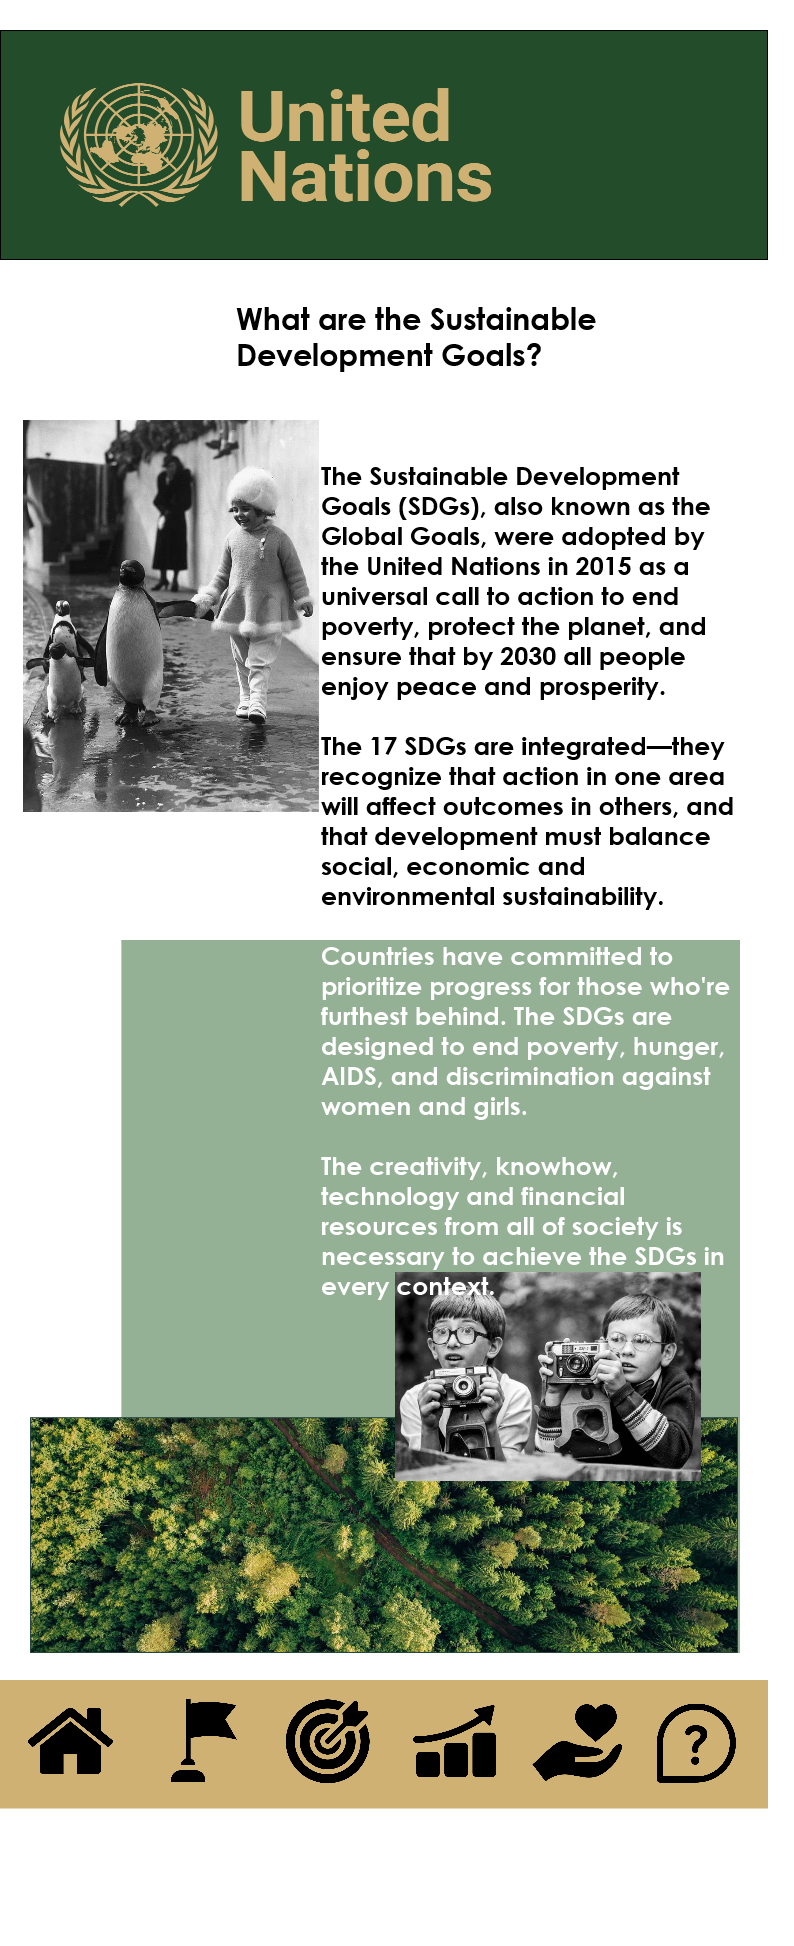 United
Nations
What are the Sustainable
Development Goals?
The Sustainable Development
Goals (SDGs), also known as the
Global Goals, were adopted by
the United Nations in 2015 as a
universal call to action to end
poverty, protect the planet, and
ensure that by 2030 all people
enjoy peace and prosperity.
The 17 SDGs are integrated—they
recognize that action in one area
will affect outcomes in others, and
that development must balance
social, economic and
environmental sustainability.
Countries have committed to
prioritize progress for those who're
furthest behind. The SDGs are
designed to end poverty, hunger,
AIDS, and discrimination against
women and girls.
The creativity, knowhow,
technology and financial
resources from all of society is
necessary to achieve the SDGs in
every context.
?